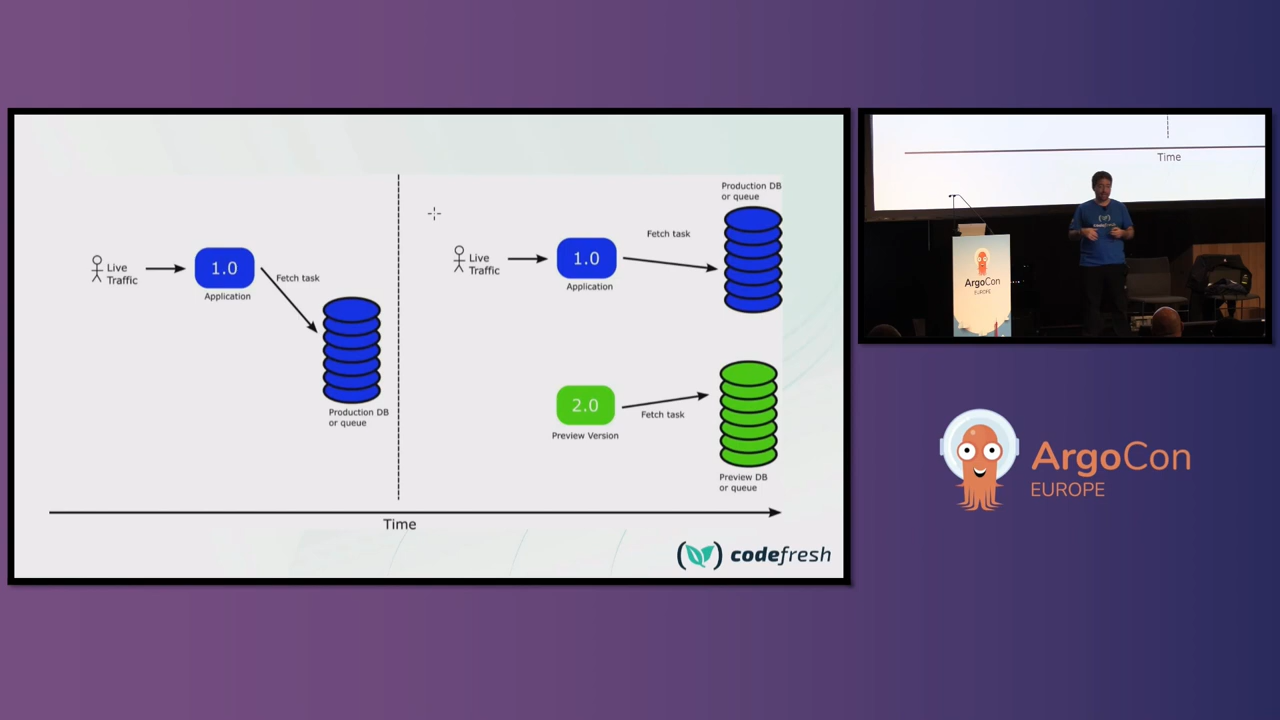 Live
Traffic
1.0
Application
Fetch task
Production DB
or queue
Live
Traffic
1.0
Application
Fetch task
Production DB
or queue
2.0
Preview Version
Fetch task
Preview DB
or queue
Time
(codefresh)
Time
ArgoCon
EUROPE
ArgoCon
EUROPE